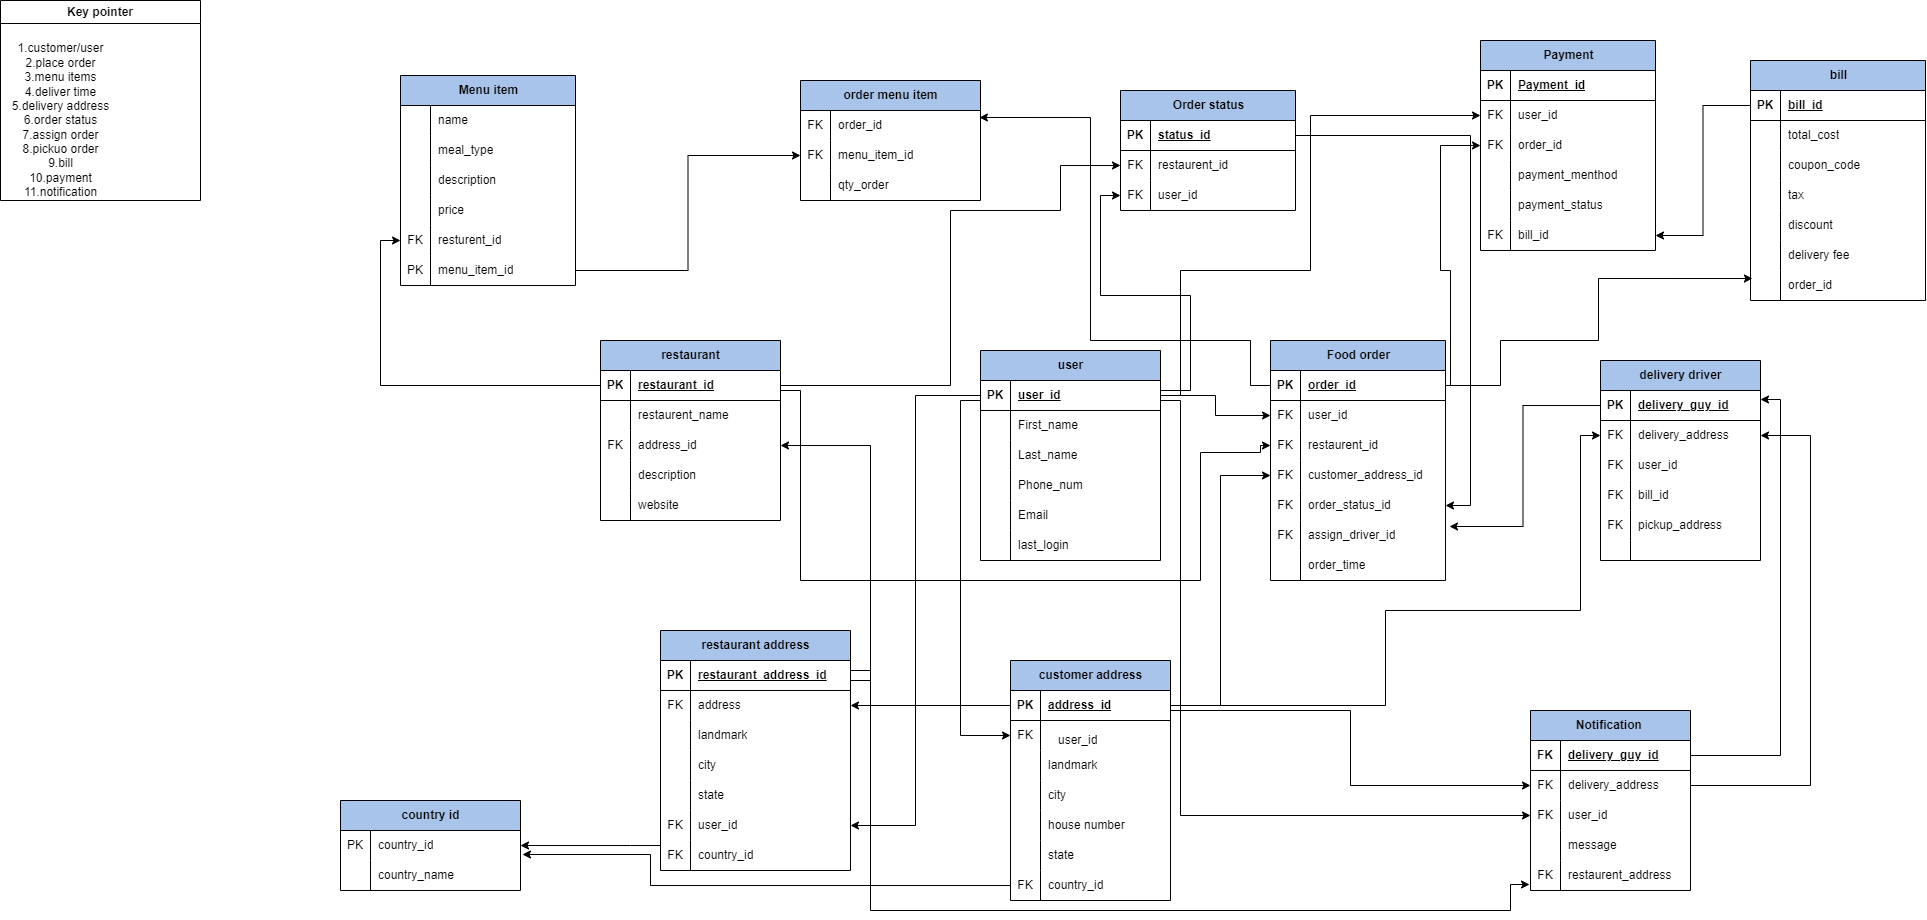 Key pointer
1.customer/user
2.place order
3.menu items
4.deliver time
5.delivery address
6.order status
7.assign order
8.pickuo order
9.bill
10.payment
11.notification
Menu item
name
meal_type
description
price
FK resturent_id
PK menu_item_id
order menu item
FK order_id
FK menu_item_id
qty_order
Order status
PK status_id
FK restaurent_id
FK user_id
Payment
PK Payment_id
FK user_id
FK order_id
payment_menthod
payment_status
FK bill_id
bill
PK bill_id
total_cost
coupon_code
tax
discount
delivery fee
order_id
restaurant
PK restaurant_id
restaurent_name
FK address_id
description
website
user
PK user_id
First_name
Last_name
Phone_num
Email
last_login
Food order
PK order_id
FK user_id
FK restaurent_id
FK customer_address_id
FK order_status_id
FK assign_driver_id
order_time
delivery driver
PK delivery_guy_id
FK delivery_address
FK user_id
FK bill_id
FK pickup_address
restaurant address
PK restaurant_address_id
FK address
landmark
city
state
FK user_id
FK country_id
customer address
PK address_id
FK user_id
landmark
city
house number
state
FK country_id
Notification
FK delivery_guy_id
FK delivery_address
FK user_id
message
FK restaurent_address
country id
PK country_id
country_name